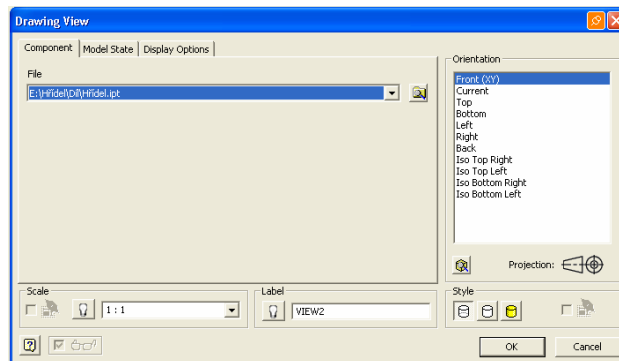 Drawing View
Component
Model State
Display Options
File
E:\Hřídel\Díl\Hřídel.ipt
Orientation
Front (XY)
Current
Top
Bottom
Left
Right
Back
Iso Top Right
Iso Top Left
Iso Bottom Right
Iso Bottom Left
Projection:
Scale
1 : 1
Label
VIEW2
Style
OK
Cancel